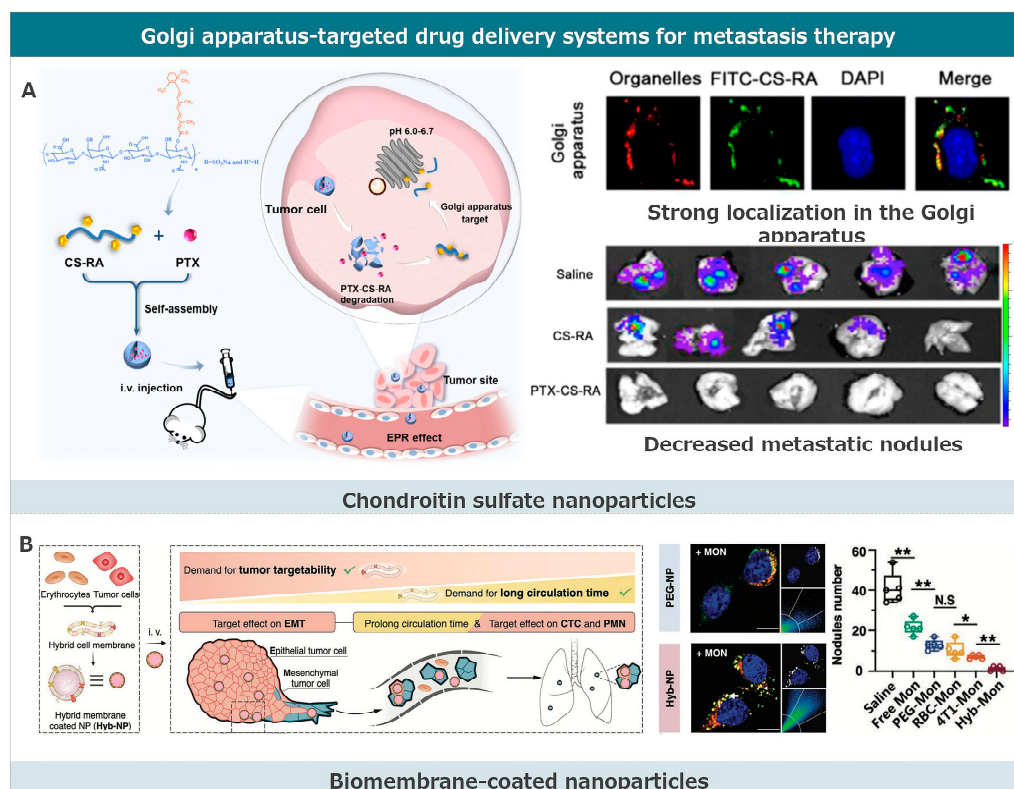 Golgi apparatus-targeted drug delivery systems for metastasis therapy
A
R=SO₃Na and R'=H
CS-RA
+
PTX
Self-assembly
i.v. injection
pH 6.0-6.7
Tumor cell
Golgi apparatus
target
PTX-CS-RA
degradation
Tumor site
EPR effect
Organelles
FITC-CS-RA
DAPI
Merge
Golgi
apparatus
Strong localization in the Golgi
apparatus
Saline
CS-RA
PTX-CS-RA
Decreased metastatic nodules
Chondroitin sulfate nanoparticles
B
Erythrocytes Tumor cells
Hybrid cell membrane
Hybrid membrane
coated NP (Hyb-NP)
i. v.
Demand for tumor targetability
Demand for long circulation time
Target effect on EMT
Prolong circulation time & Target effect on CTC and PMN
Epithelial tumor cell
Mesenchymal
tumor cell
PEG-NP
+ MON
Hyb-NP
+ MON
Nodules number
60
40
20
0
**
**
N.S
*
**
Saline
Free Mon
PEG-Mon
RBC-Mon
4T1-Mon
Hyb-Mon
Biomembrane-coated nanoparticles